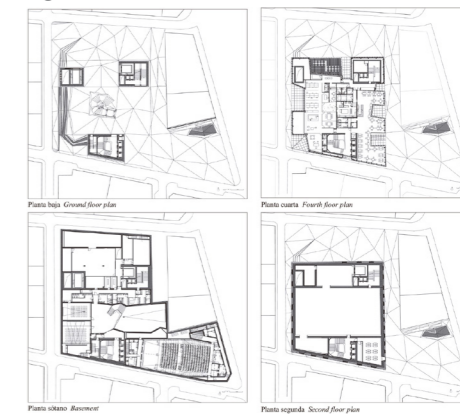 Planta baja Ground floor plan
Planta cuarta Fourth floor plan
Planta sótano Basement
Planta segunda Second floor plan